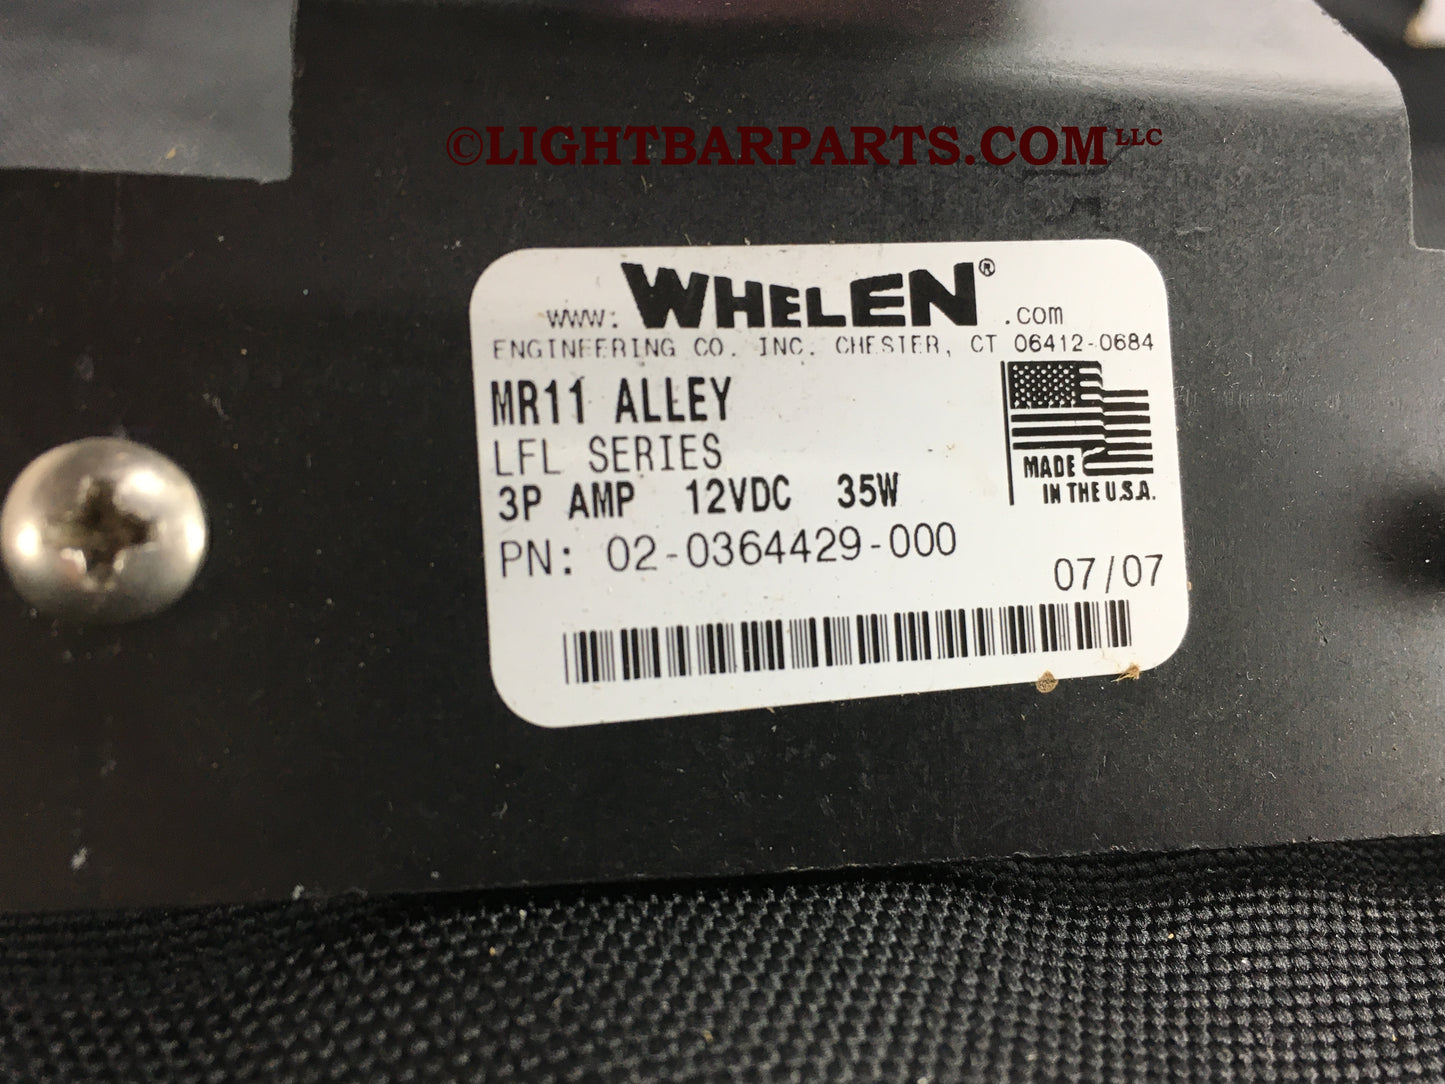 ©LIGHTBARPARTS.COM LLC
www. WHELEN® .com
ENGINEERING CO. INC. CHESTER, CT 06412-0684
MR11 ALLEY
LFL SERIES
3P AMP 12VDC 35W
PN: 02-0364429-000
MADE
IN THE U.S.A.
07/07